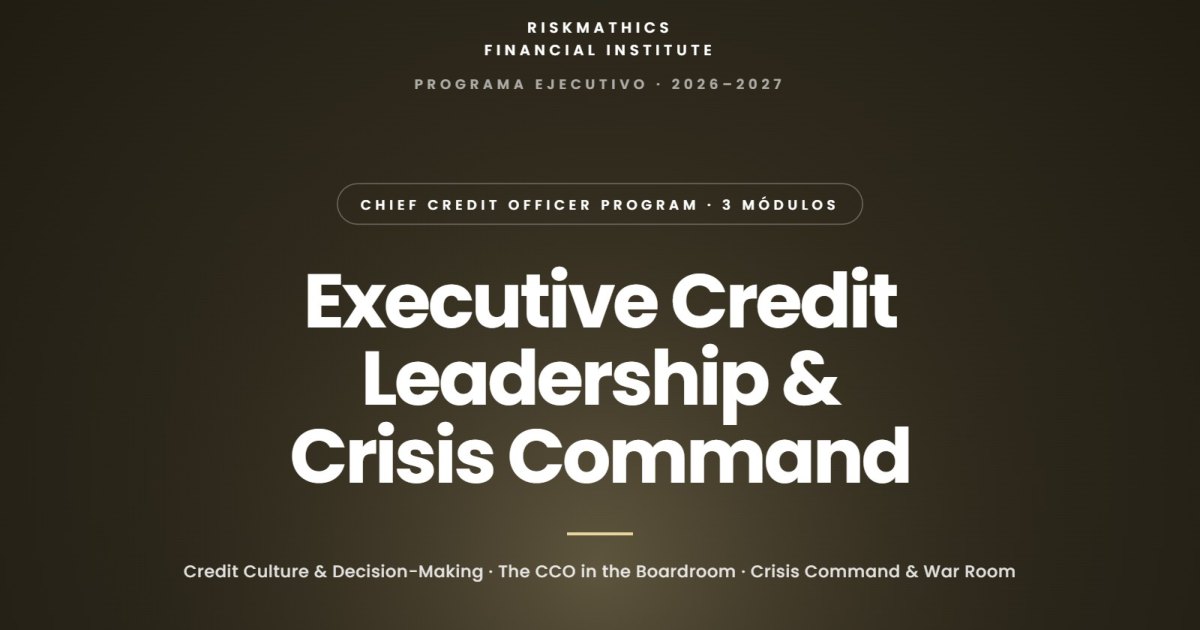 RISKMATHICS
FINANCIAL INSTITUTE
PROGRAMA EJECUTIVO · 2026–2027
CHIEF CREDIT OFFICER PROGRAM · 3 MÓDULOS
Executive Credit
Leadership &
Crisis Command
Credit Culture & Decision-Making · The CCO in the Boardroom · Crisis Command & War Room